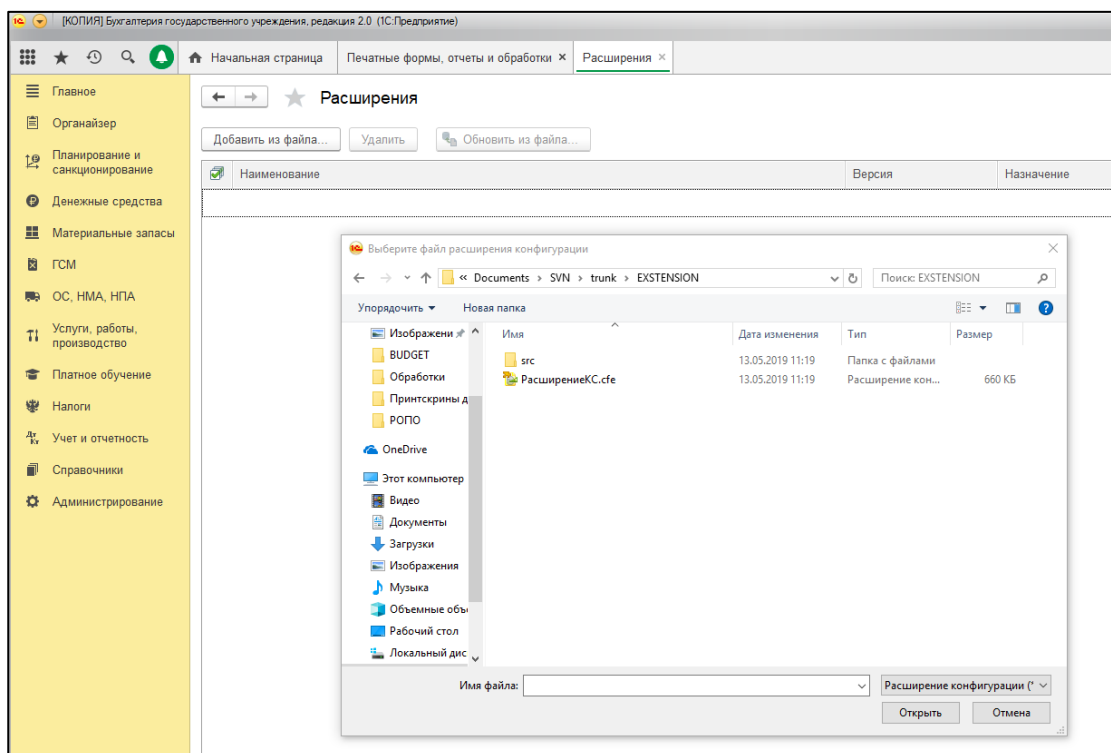 [КОПИЯ] Бухгалтерия государственного учреждения, редакция 2.0 (1С:Предприятие)
Начальная страница
Печатные формы, отчеты и обработки ×
Расширения ×
Главное
Органайзер
Планирование и
санкционирование
Денежные средства
Материальные запасы
ГСМ
ОС, НМА, НПА
Услуги, работы,
производство
Платное обучение
Налоги
Учет и отчетность
Справочники
Администрирование
Расширения
Добавить из файла... Удалить Обновить из файла...
Наименование Версия Назначение
Выберите файл расширения конфигурации
« Documents › SVN › trunk › EXSTENSION
Поиск: EXSTENSION
Упорядочить Новая папка
Изображени
BUDGET
Обработки
Принтскрины д
РОПО
OneDrive
Этот компьютер
Видео
Документы
Загрузки
Изображения
Музыка
Объемные объ
Рабочий стол
Локальный дис
Имя Дата изменения Тип Размер
src 13.05.2019 11:19 Папка с файлами
РасширениеКС.cfe 13.05.2019 11:19 Расширение кон... 660 КБ
Имя файла:
Расширение конфигурации (*
Открыть Отмена